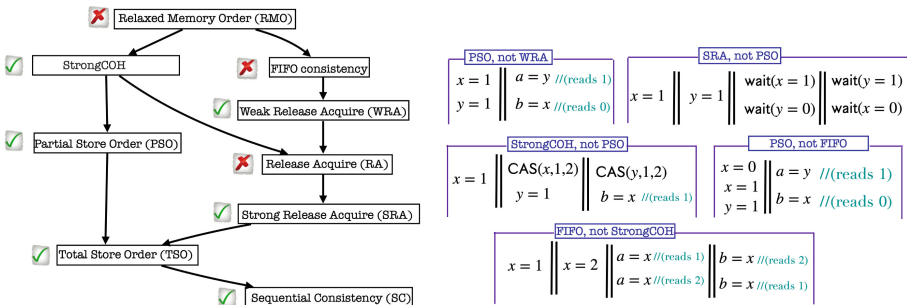 Relaxed Memory Order (RMO)
StrongCOH
FIFO consistency
Weak Release Acquire (WRA)
Partial Store Order (PSO)
Release Acquire (RA)
Strong Release Acquire (SRA)
Total Store Order (TSO)
Sequential Consistency (SC)
PSO, not WRA
x = 1 || a = y //(reads 1)
y = 1 || b = x //(reads 0)
SRA, not PSO
x = 1 || y = 1 || wait(x = 1) || wait(y = 1)
wait(y = 0) || wait(x = 0)
StrongCOH, not PSO
x = 1 || CAS(x,1,2) || CAS(y,1,2)
y = 1 || b = x //(reads 1)
PSO, not FIFO
x = 0
x = 1 || a = y //(reads 1)
y = 1 || b = x //(reads 0)
FIFO, not StrongCOH
x = 1 || x = 2 || a = x //(reads 1) || b = x //(reads 2)
a = x //(reads 2) || b = x //(reads 1)